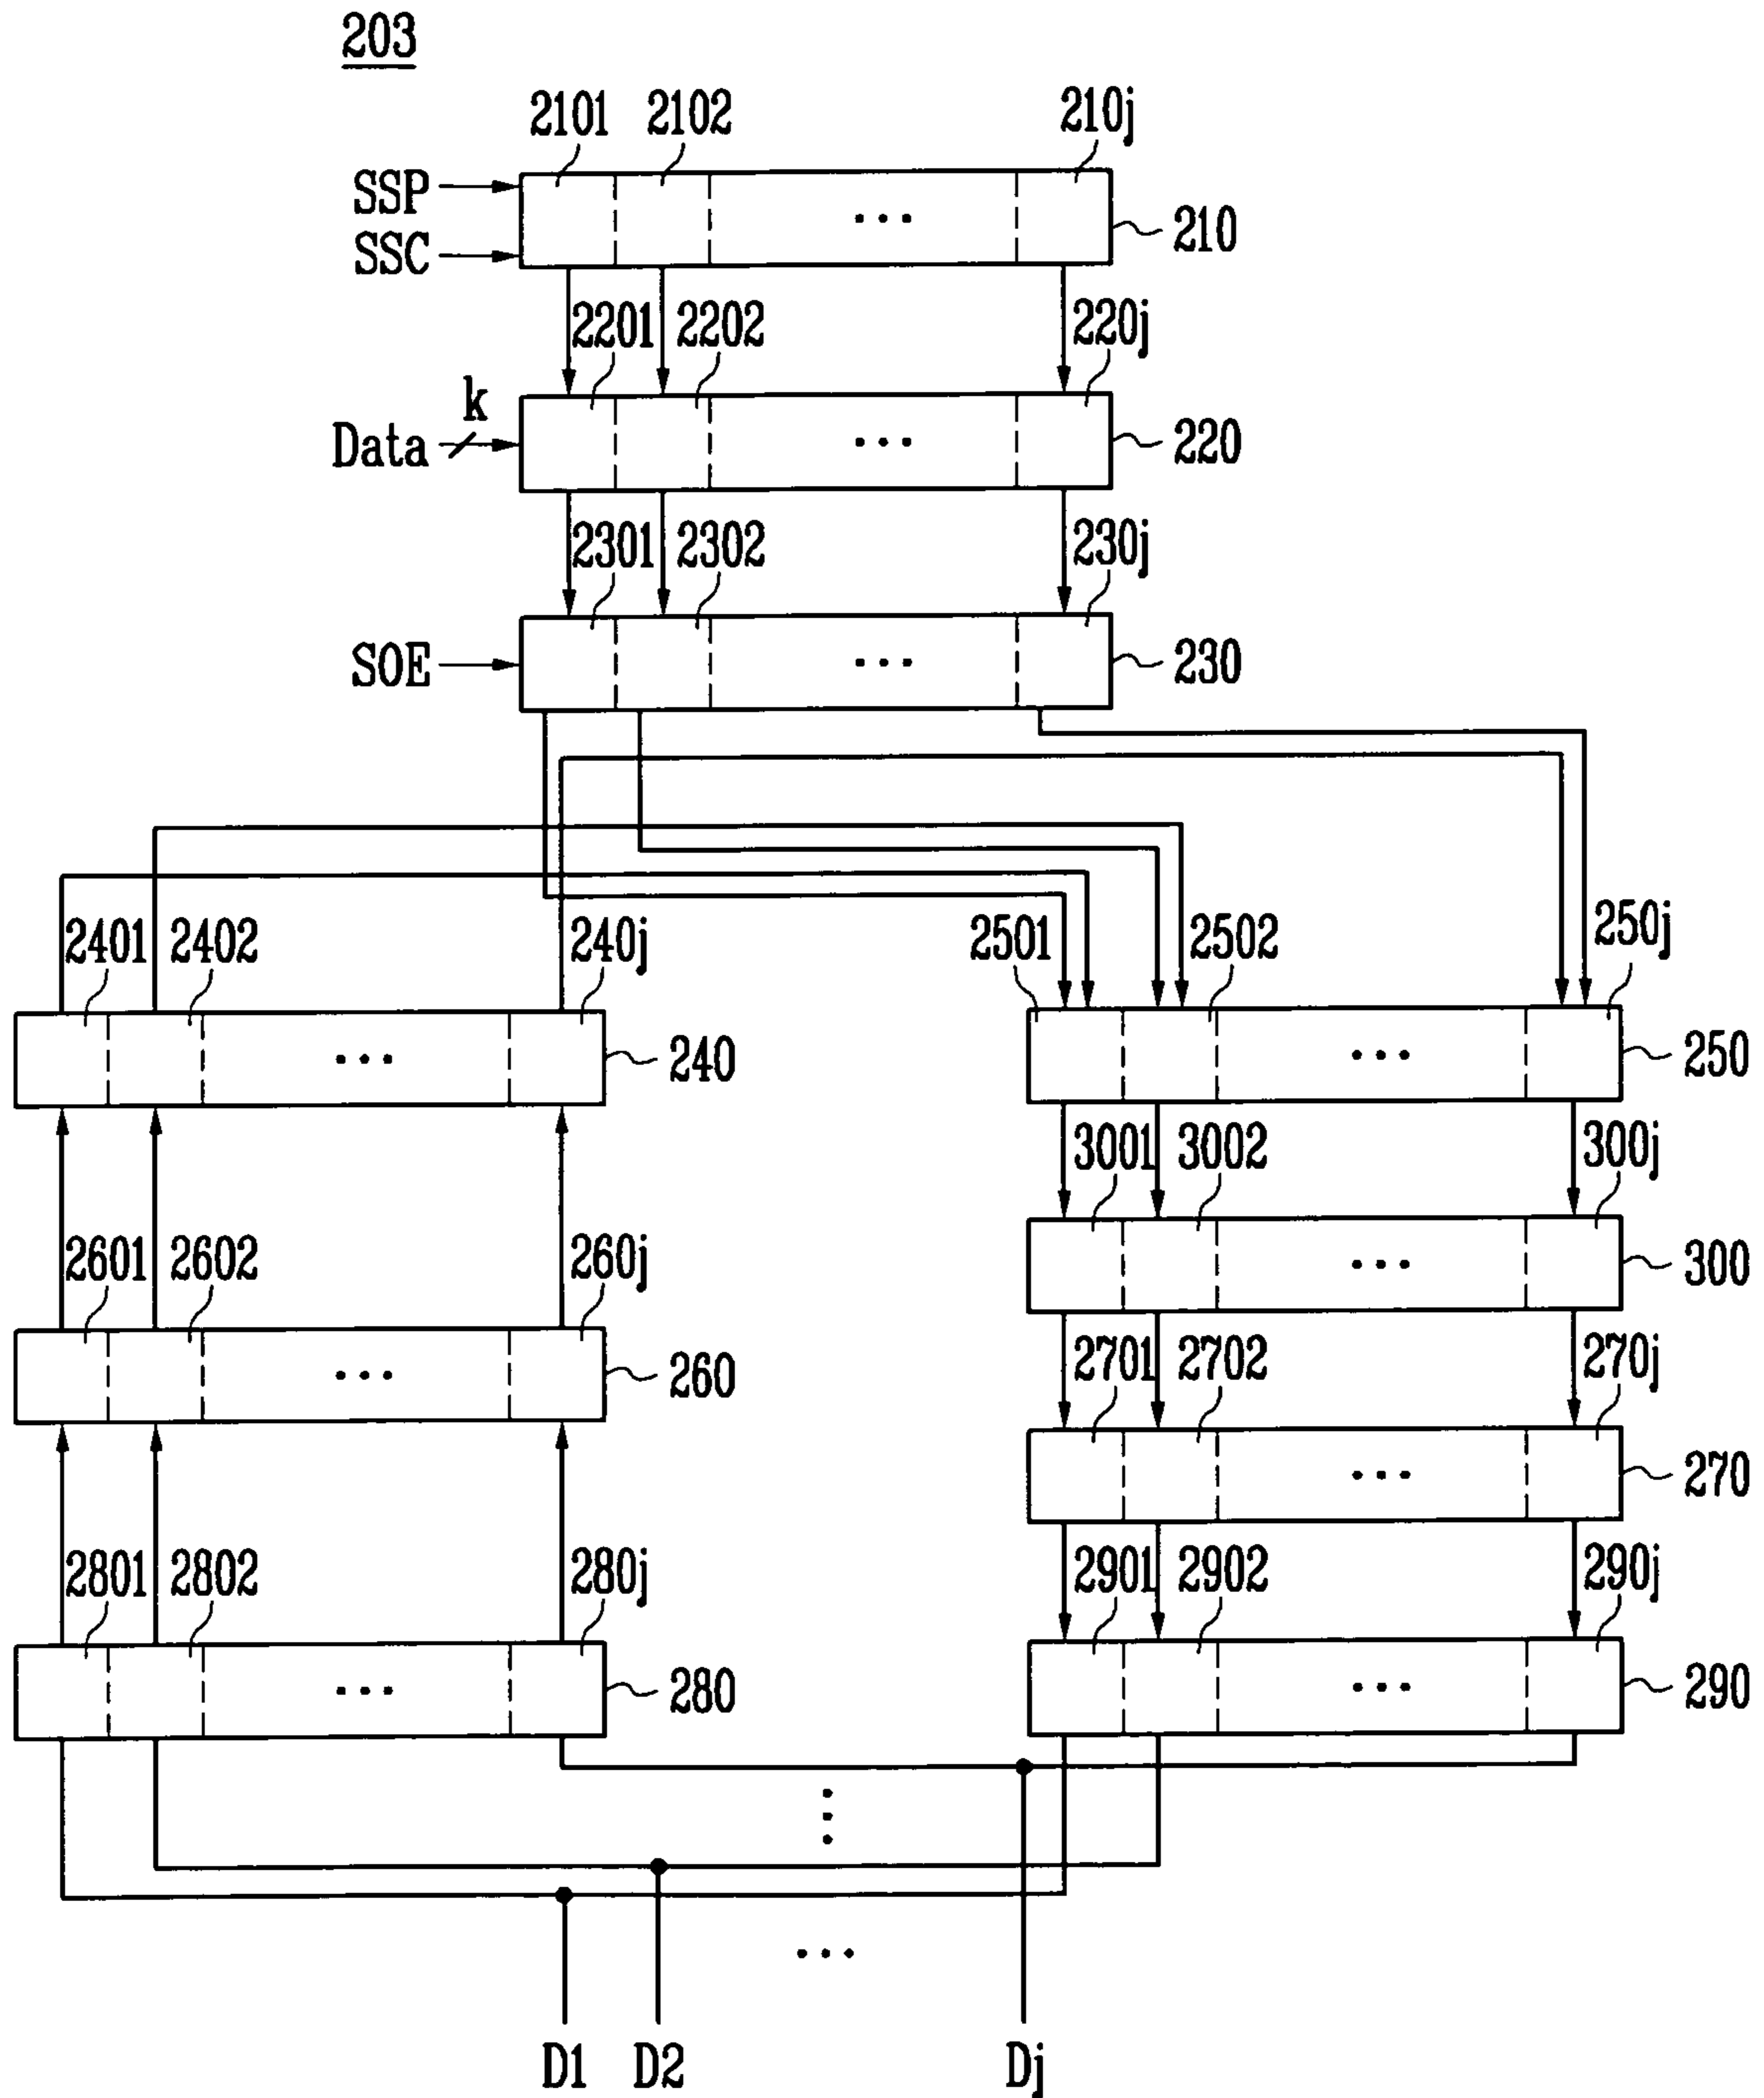 203
2101 2102 210j
SSP
SSC
210
2201 2202 220j
k
Data
220
2301 2302 230j
SOE
230
2401 2402 240j 2501 2502 250j
240 250
3001 3002 300j
2601 2602 260j 300
260 2701 2702 270j
270
2801 2802 280j 2901 2902 290j
280 290
D1 D2 Dj